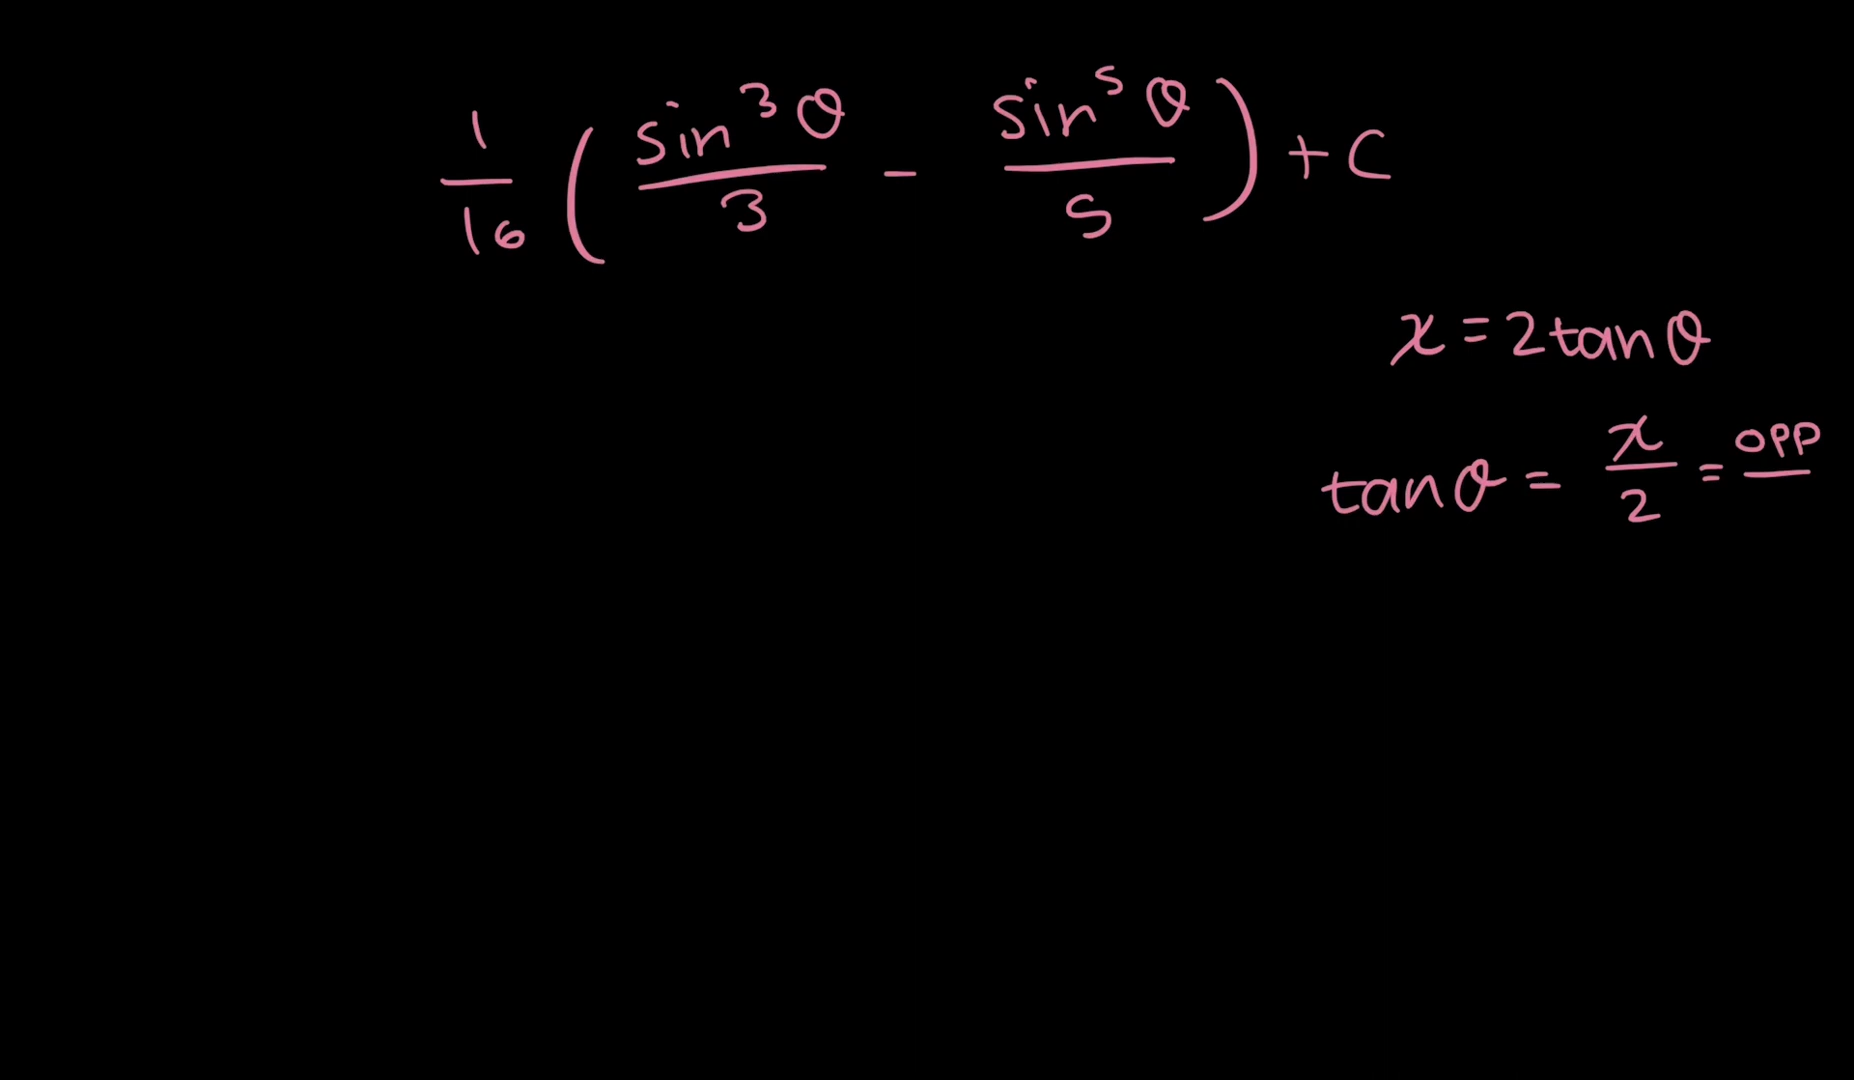 1/16 ( sin³θ/3 - sin⁵θ/5 ) + C
x = 2tanθ
tanθ = x/2 = opp/